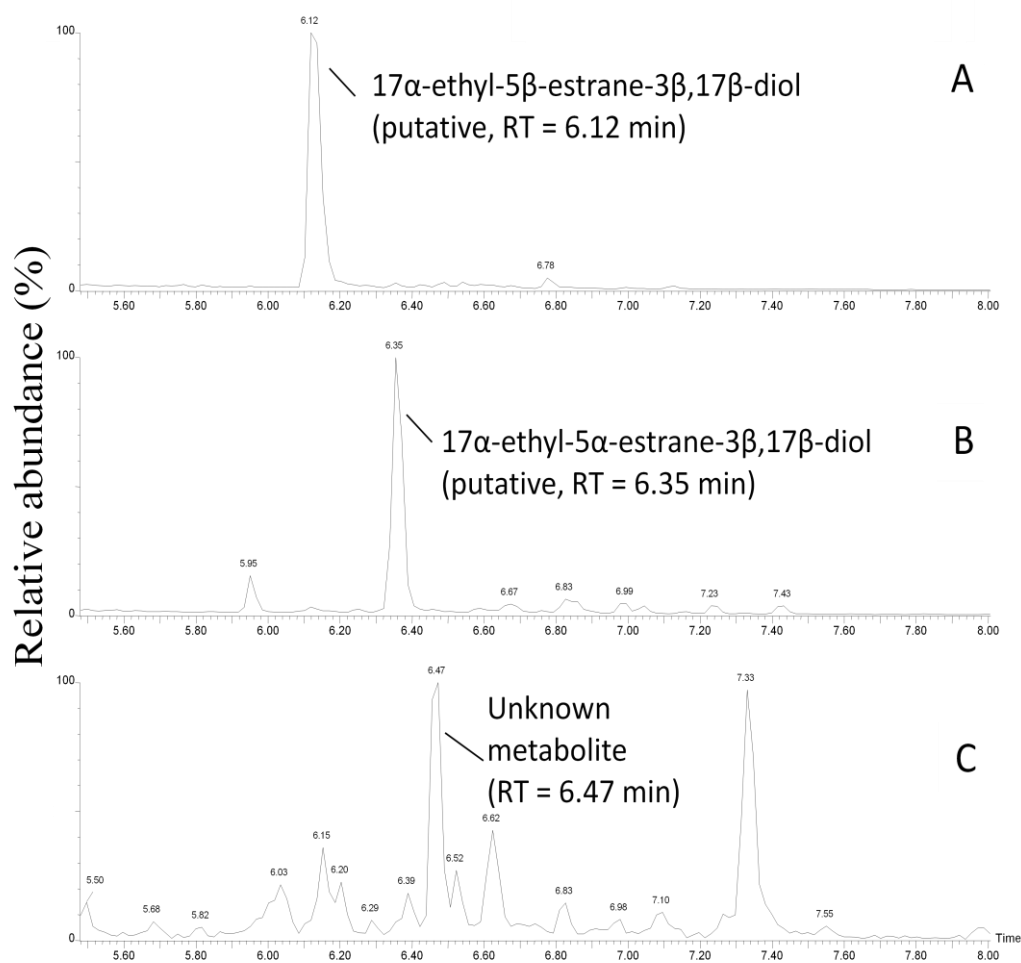 Relative abundance (%)
A
100
0
6.12
17α-ethyl-5β-estrane-3β,17β-diol
(putative, RT = 6.12 min)
6.78
5.60 5.80 6.00 6.20 6.40 6.60 6.80 7.00 7.20 7.40 7.60 7.80 8.00
B
100
0
6.35
17α-ethyl-5α-estrane-3β,17β-diol
(putative, RT = 6.35 min)
5.95 6.67 6.83 6.99 7.23 7.43
5.60 5.80 6.00 6.20 6.40 6.60 6.80 7.00 7.20 7.40 7.60 7.80 8.00
C
100
0
6.47 7.33
Unknown
metabolite
(RT = 6.47 min)
5.50 5.68 5.82 6.03 6.15 6.20 6.29 6.39 6.52 6.62 6.83 6.98 7.10 7.55
Time
5.60 5.80 6.00 6.20 6.40 6.60 6.80 7.00 7.20 7.40 7.60 7.80 8.00